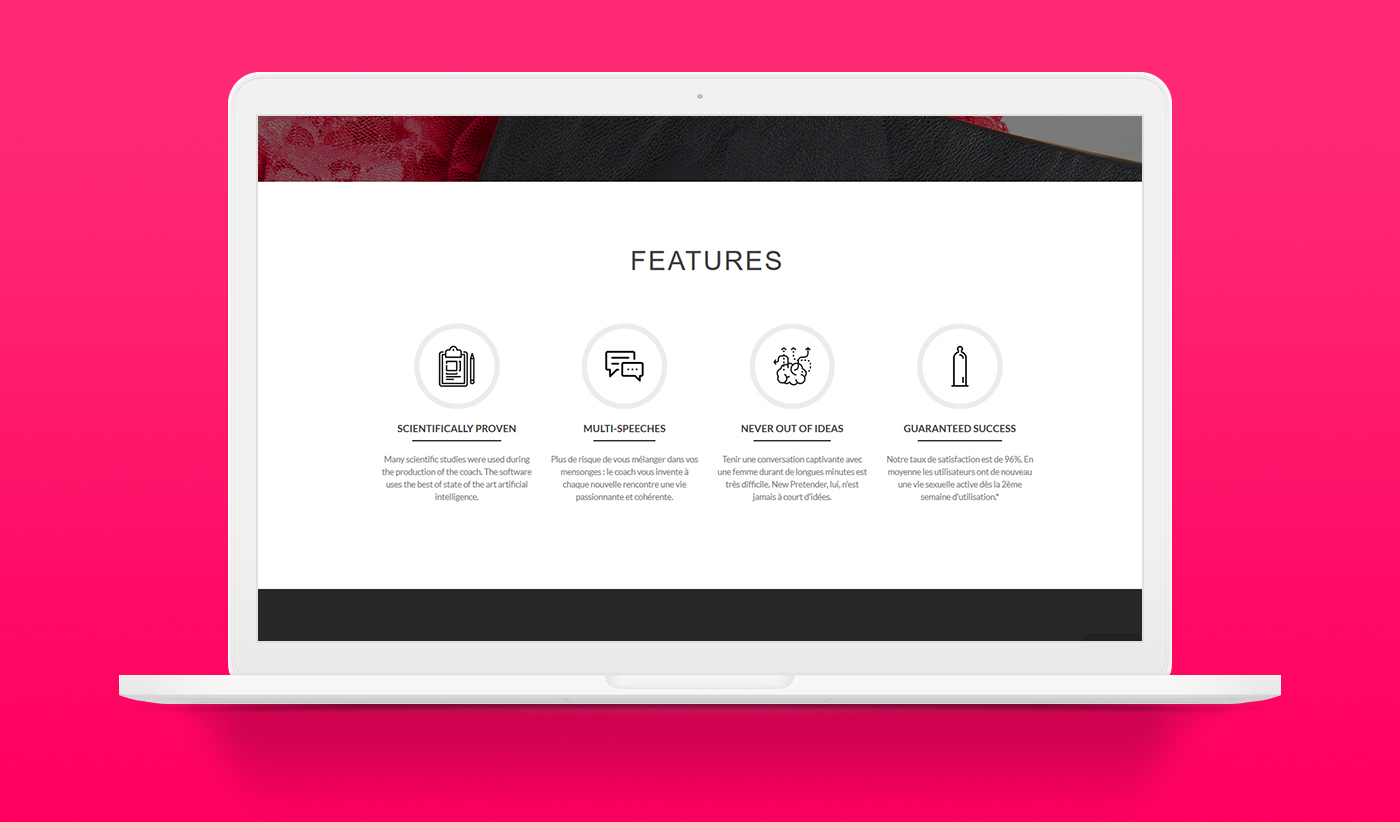 FEATURES
SCIENTIFICALLY PROVEN
Many scientific studies were used during
the production of the coach. The software
uses the best of state of the art artificial
intelligence.
MULTI-SPEECHES
Plus de risque de vous mélanger dans vos
mensonges : le coach vous invente à
chaque nouvelle rencontre une vie
passionnante et cohérente.
NEVER OUT OF IDEAS
Tenir une conversation captivante avec
une femme durant de longues minutes est
très difficile. New Pretender, lui, n'est
jamais à court d'idées.
GUARANTEED SUCCESS
Notre taux de satisfaction est de 96%. En
moyenne les utilisateurs ont de nouveau
une vie sexuelle active dès la 2ème
semaine d'utilisation.*